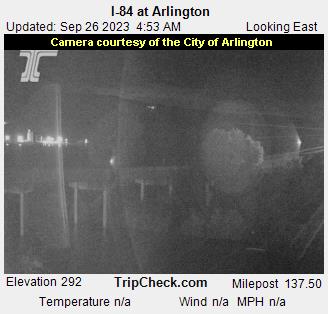 I-84 at Arlington
Updated: Sep 26 2023 4:53 AM Looking East
Camera courtesy of the City of Arlington
Elevation 292 TripCheck.com Milepost 137.50
Temperature n/a Wind n/a MPH n/a